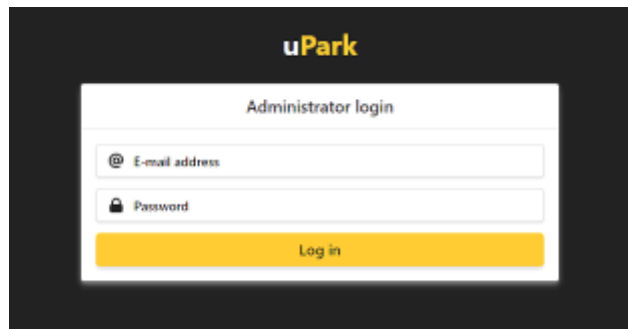 uPark
Administrator login
@ E-mail address
Password
Log in